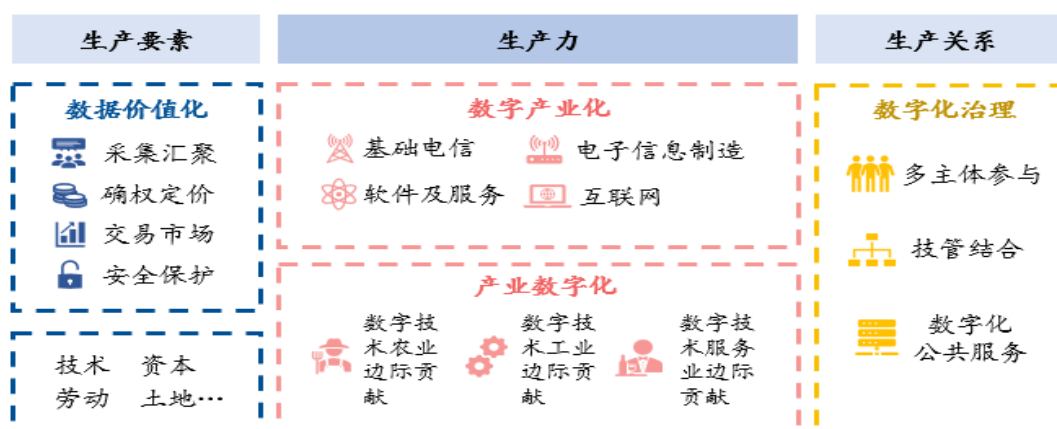 生产要素
生产力
生产关系
数据价值化
采集汇聚
确权定价
交易市场
安全保护
技术 资本
劳动 土地…
数字产业化
基础电信
电子信息制造
软件及服务
互联网
产业数字化
数字技
术农业
边际贡
献
数字技
术工业
边际贡
献
数字技
术服务
业边际
贡献
数字化治理
多主体参与
技管结合
数字化
公共服务